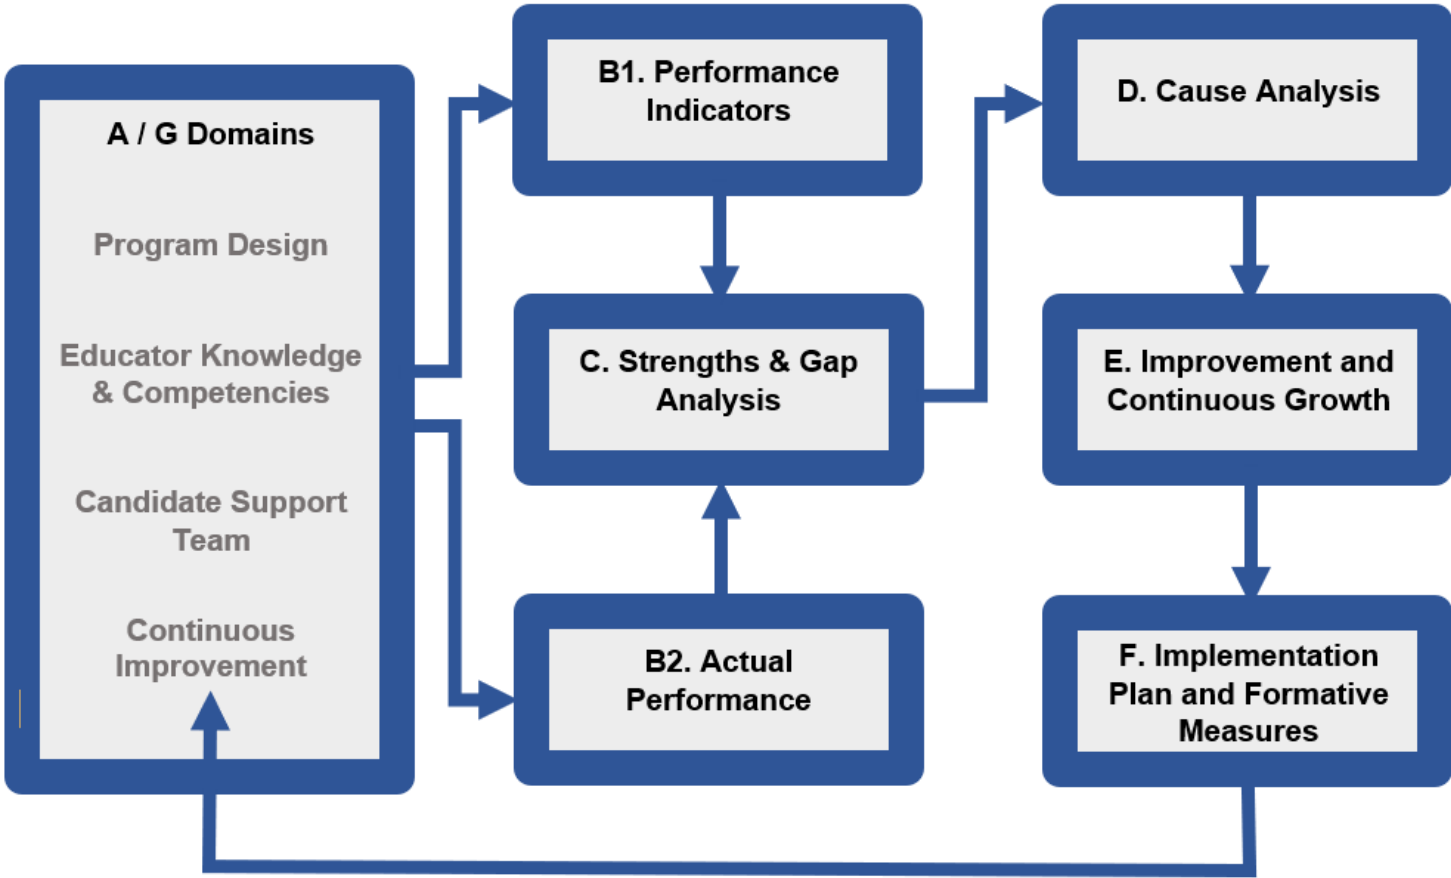 A / G Domains
Program Design
Educator Knowledge
& Competencies
Candidate Support
Team
Continuous
Improvement
B1. Performance
Indicators
C. Strengths & Gap
Analysis
B2. Actual
Performance
D. Cause Analysis
E. Improvement and
Continuous Growth
F. Implementation
Plan and Formative
Measures